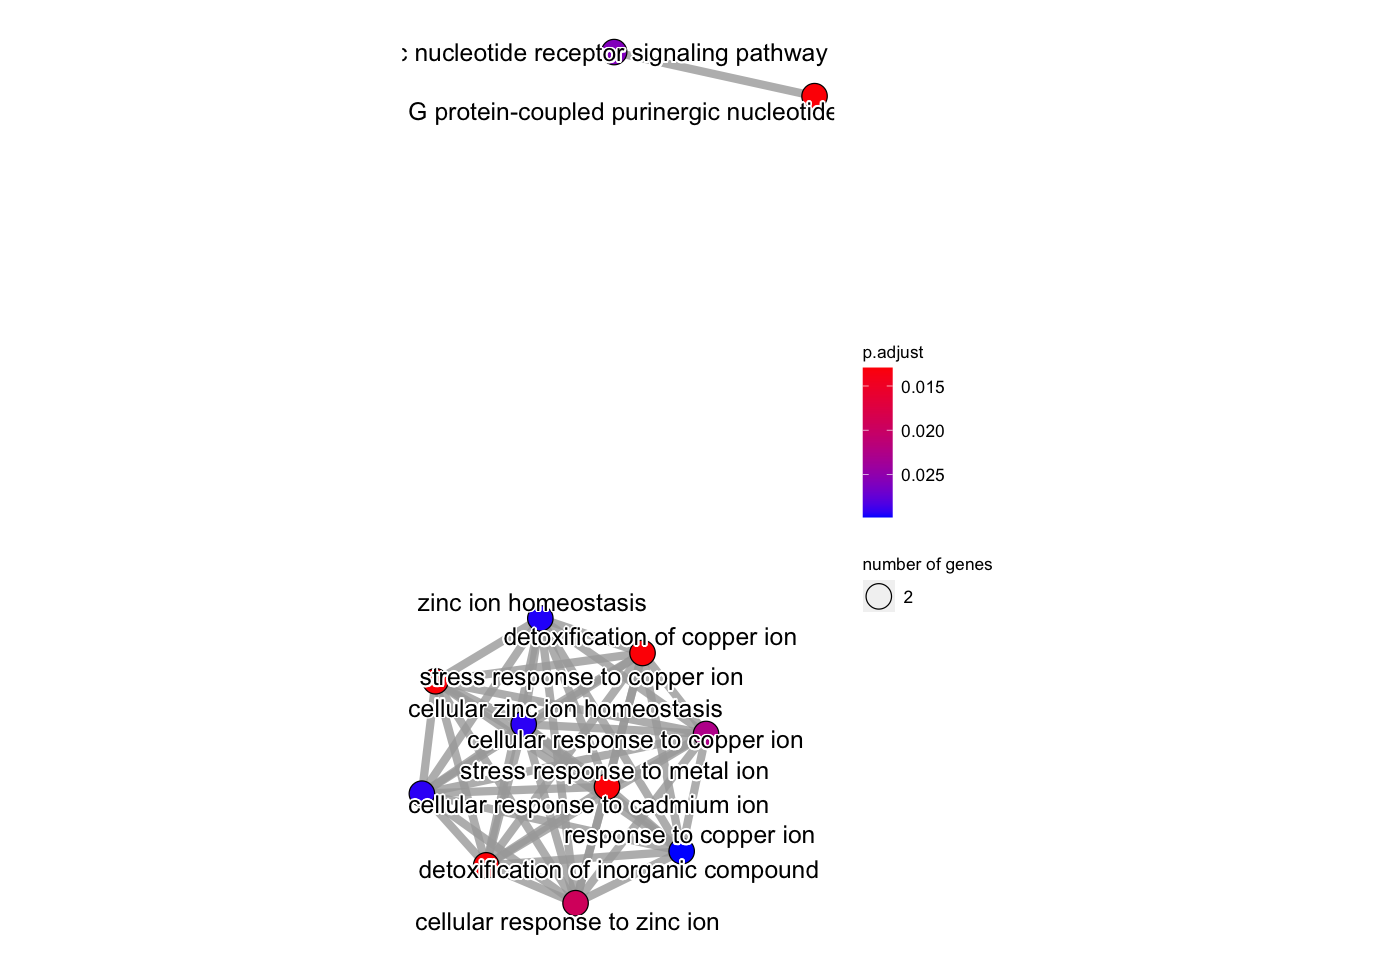 nucleotide receptor signaling pathway
G protein-coupled purinergic nucleotide
p.adjust
0.015
0.020
0.025
number of genes
2
zinc ion homeostasis
detoxification of copper ion
stress response to copper ion
cellular zinc ion homeostasis
cellular response to copper ion
stress response to metal ion
cellular response to cadmium ion
response to copper ion
detoxification of inorganic compound
cellular response to zinc ion